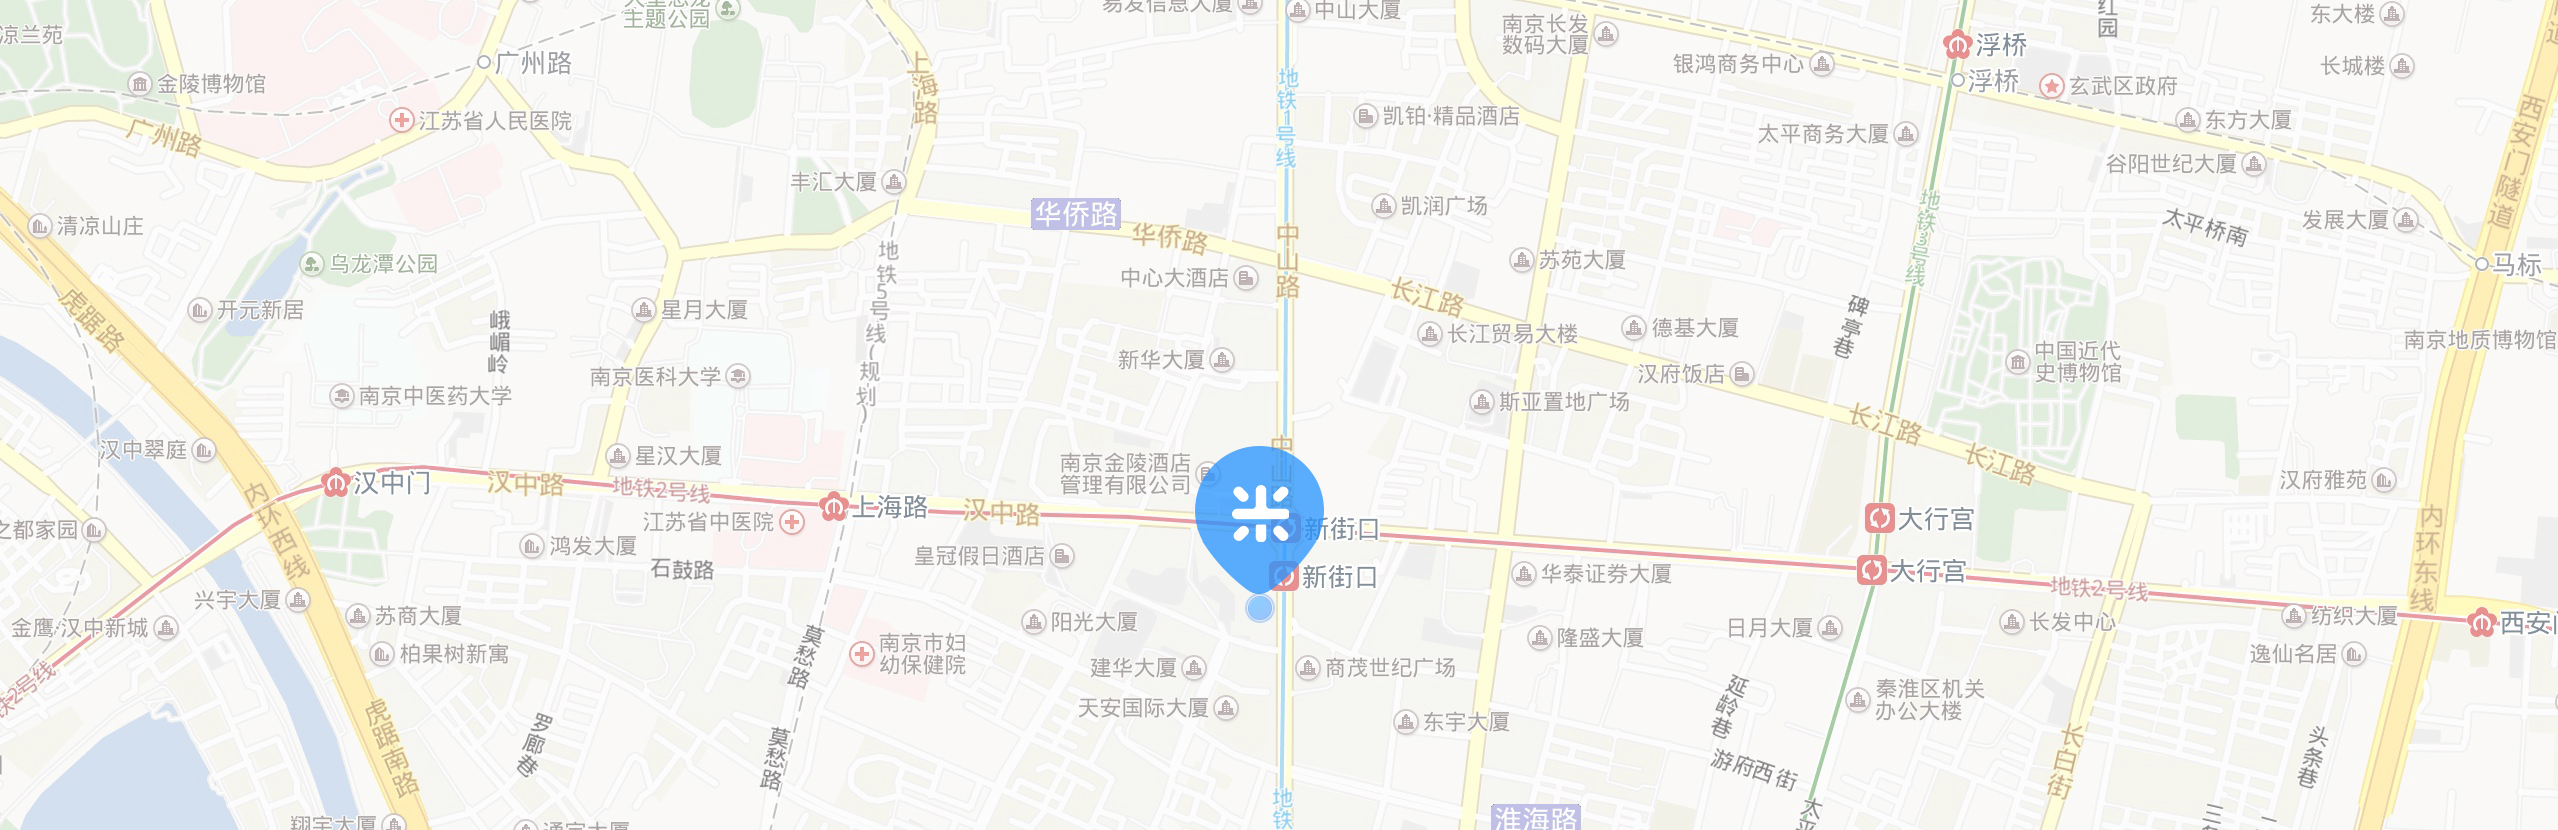 易发信息大厦
中山大厦
主题公园
凉兰苑
广州路
金陵博物馆
江苏省人民医院
广州路
上海路
地铁1号线
南京长发
数码大厦
银鸿商务中心
浮桥
浮桥
玄武区政府
红园
东大楼
长城楼
凯铂·精品酒店
太平商务大厦
东方大厦
谷阳世纪大厦
西安门隧道
丰汇大厦
清凉山庄
华侨路
华侨路
中山路
凯润广场
地铁3号线
太平桥南
发展大厦
马标
乌龙潭公园
地铁5号线(规划)
中心大酒店
苏苑大厦
长江路
开元新居
虎踞路
峨嵋岭
星月大厦
新华大厦
长江贸易大楼
德基大厦
碑亭巷
中国近代
史博物馆
南京地质博物馆
南京中医药大学
南京医科大学
汉府饭店
斯亚置地广场
长江路
长江路
汉中翠庭
星汉大厦
南京金陵酒店
管理有限公司
中山
汉府雅苑
汉中门
汉中路
地铁2号线
上海路
汉中路
江苏省中医院
新街口
大行宫
内环西线
内环东线
之都家园
鸿发大厦
石鼓路
皇冠假日酒店
新街口
华泰证券大厦
大行宫
地铁2号线
兴宇大厦
苏商大厦
金鹰·汉中新城
柏果树新寓
阳光大厦
南京市妇
幼保健院
莫愁路
建华大厦
商茂世纪广场
隆盛大厦
日月大厦
长发中心
纺织大厦
西安
逸仙名居
铁2号线
天安国际大厦
东宇大厦
延龄巷
秦淮区机关
办公大楼
虎踞南路
罗廊巷
莫愁路
游府西街
长白街
头条巷
地铁
淮海路
翔宇大厦